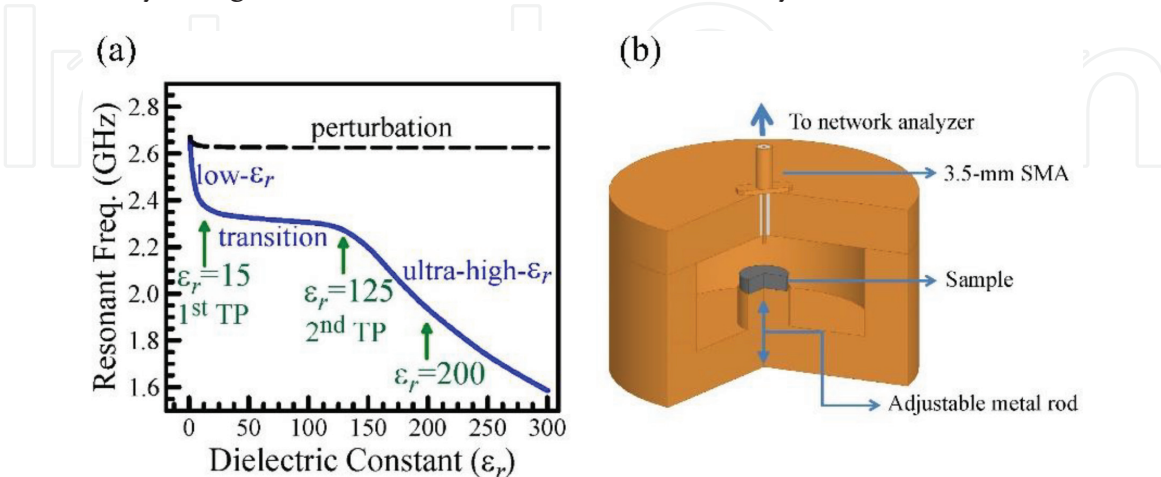 (a)
2.8
2.6
2.4
2.2
2.0
1.8
1.6
Resonant Freq. (GHz)
perturbation
low-εr
transition
ultra-high-εr
εr=15
1st TP
εr=125
2nd TP
εr=200
0 50 100 150 200 250 300
Dielectric Constant (εr)
(b)
To network analyzer
3.5-mm SMA
Sample
Adjustable metal rod